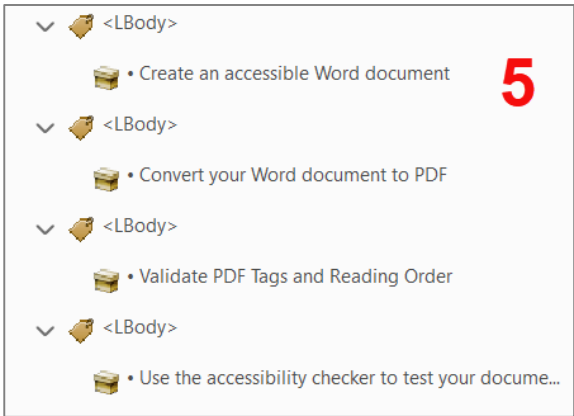 <LBody>
• Create an accessible Word document
5
<LBody>
• Convert your Word document to PDF
<LBody>
• Validate PDF Tags and Reading Order
<LBody>
• Use the accessibility checker to test your docume...